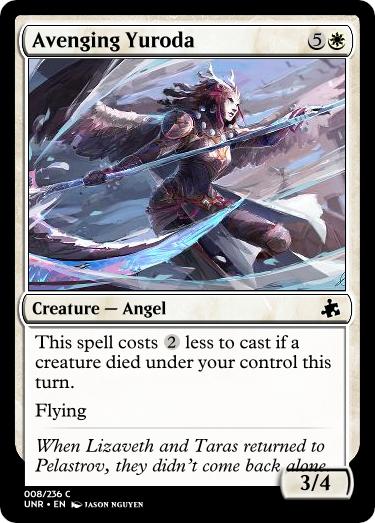 Avenging Yuroda 5
Creature — Angel
This spell costs 2 less to cast if a
creature died under your control this
turn.
Flying
When Lizaveth and Taras returned to
Pelastrov, they didn't come back alone.
3/4
008/236 C
UNR • EN JASON NGUYEN